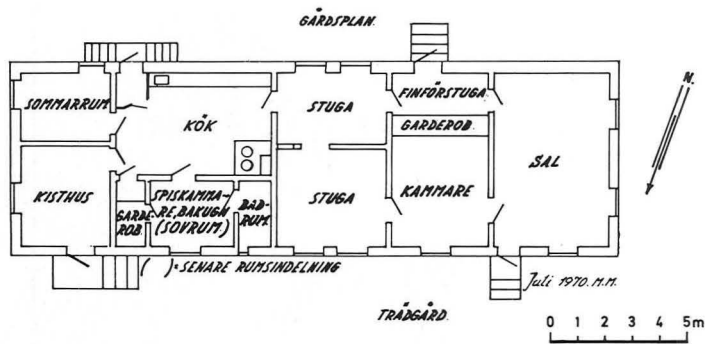 GÅRDSPLAN.
N.
SOMMARRUM
KÖK
STUGA
FINFÖRSTUGA
GARDEROB.
SAL
KISTHUS
GARDE-
ROB.
SPISKAMMA-
RE, BAKUGN
(SOVRUM.)
BAD-
RUM.
STUGA
KAMMARE
( ) = SENARE RUMSINDELNING
Juli 1970. M.M.
TRÄDGÅRD.
0 1 2 3 4 5m